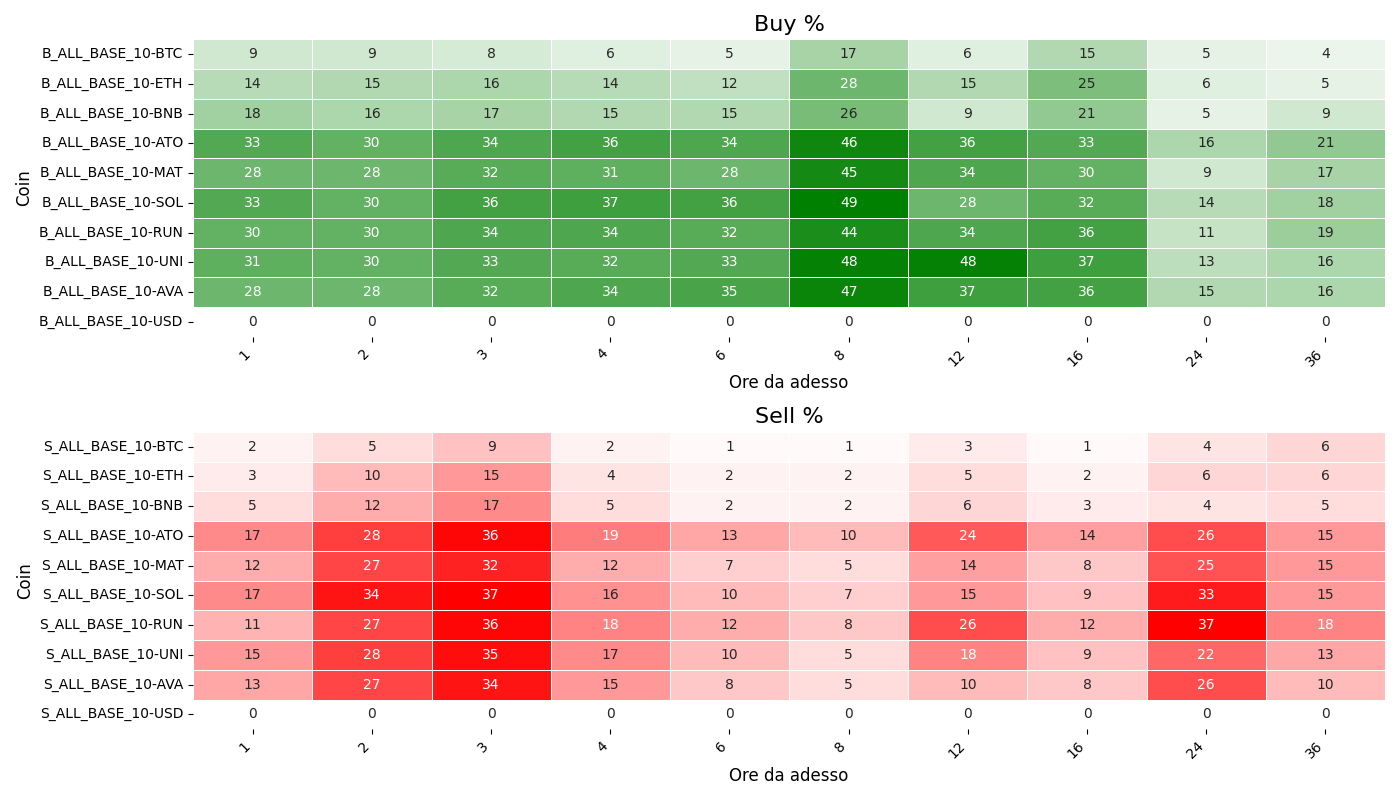 Buy %
Coin
B_ALL_BASE_10-BTC 9 9 8 6 5 17 6 15 5 4
B_ALL_BASE_10-ETH 14 15 16 14 12 28 15 25 6 5
B_ALL_BASE_10-BNB 18 16 17 15 15 26 9 21 5 9
B_ALL_BASE_10-ATO 33 30 34 36 34 46 36 33 16 21
B_ALL_BASE_10-MAT 28 28 32 31 28 45 34 30 9 17
B_ALL_BASE_10-SOL 33 30 36 37 36 49 28 32 14 18
B_ALL_BASE_10-RUN 30 30 34 34 32 44 34 36 11 19
B_ALL_BASE_10-UNI 31 30 33 32 33 48 48 37 13 16
B_ALL_BASE_10-AVA 28 28 32 34 35 47 37 36 15 16
B_ALL_BASE_10-USD 0 0 0 0 0 0 0 0 0 0
1 2 3 4 6 8 12 16 24 36
Ore da adesso
Sell %
Coin
S_ALL_BASE_10-BTC 2 5 9 2 1 1 3 1 4 6
S_ALL_BASE_10-ETH 3 10 15 4 2 2 5 2 6 6
S_ALL_BASE_10-BNB 5 12 17 5 2 2 6 3 4 5
S_ALL_BASE_10-ATO 17 28 36 19 13 10 24 14 26 15
S_ALL_BASE_10-MAT 12 27 32 12 7 5 14 8 25 15
S_ALL_BASE_10-SOL 17 34 37 16 10 7 15 9 33 15
S_ALL_BASE_10-RUN 11 27 36 18 12 8 26 12 37 18
S_ALL_BASE_10-UNI 15 28 35 17 10 5 18 9 22 13
S_ALL_BASE_10-AVA 13 27 34 15 8 5 10 8 26 10
S_ALL_BASE_10-USD 0 0 0 0 0 0 0 0 0 0
1 2 3 4 6 8 12 16 24 36
Ore da adesso